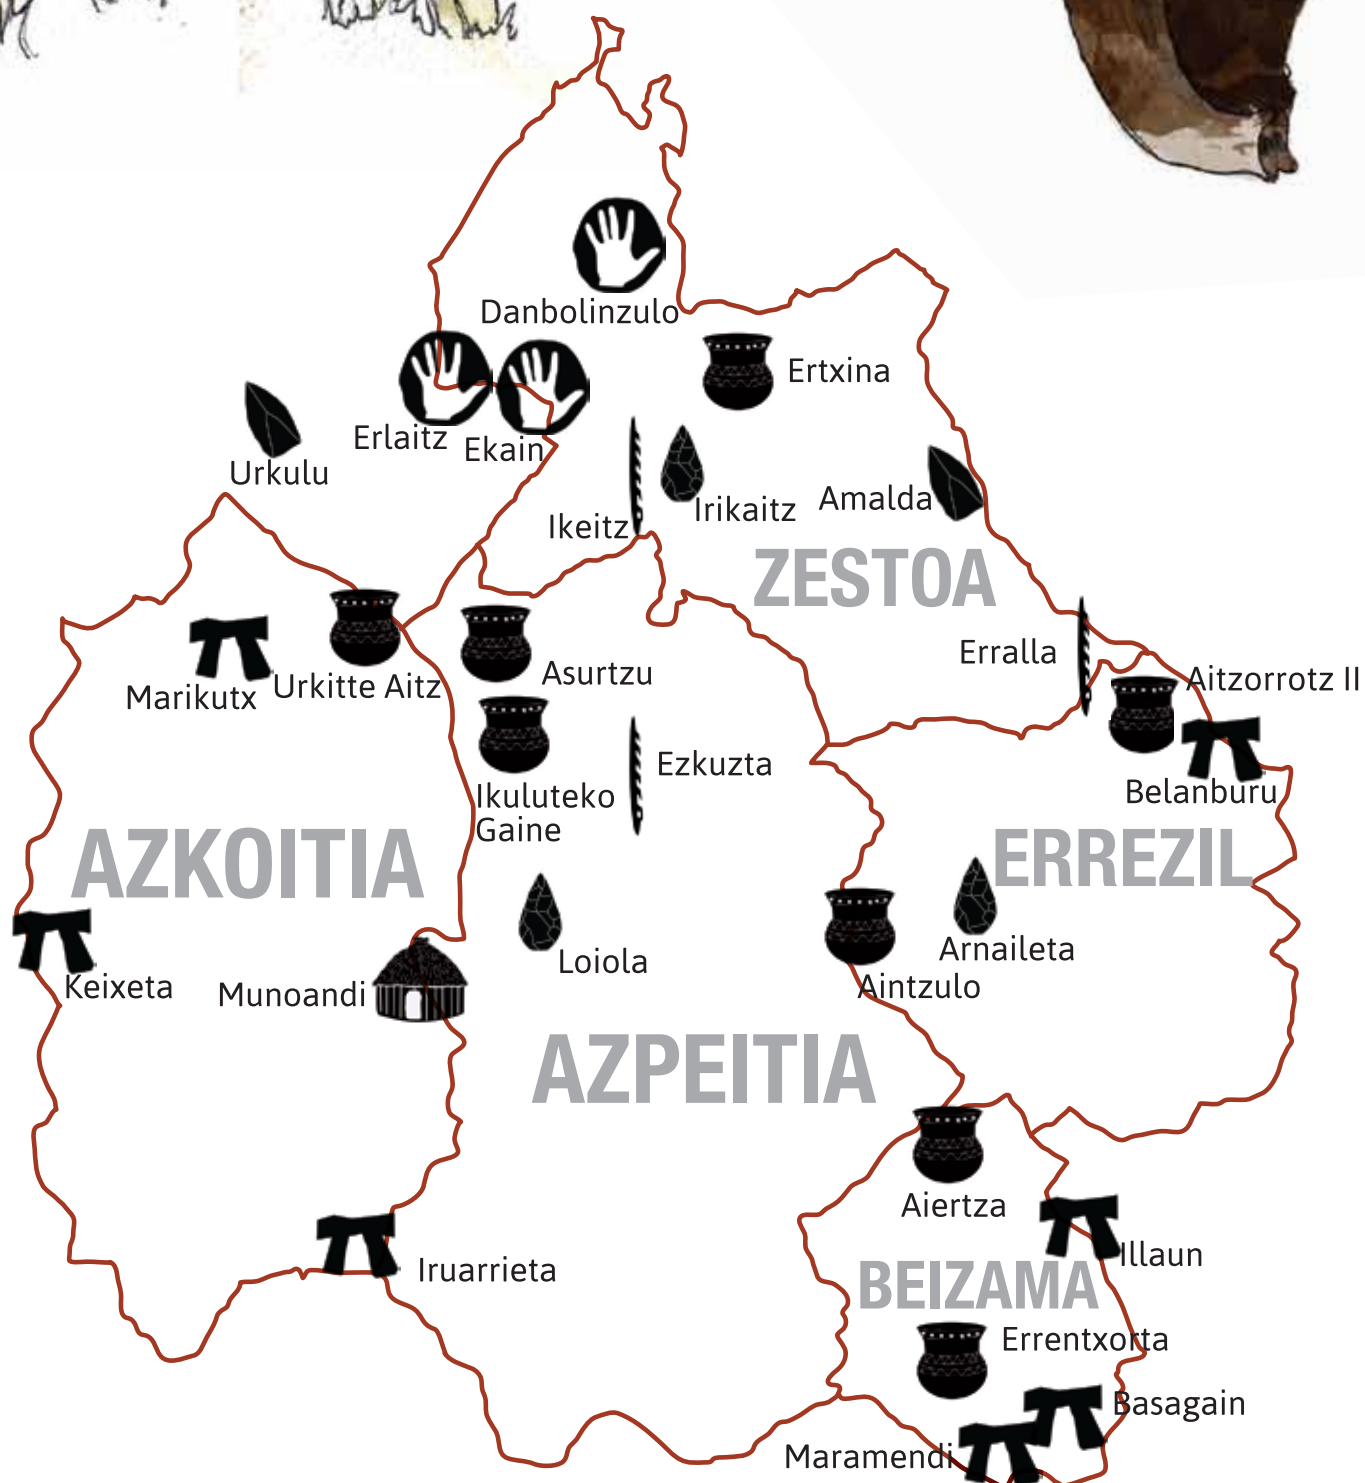 Danbolinzulo
Ertxina
Erlaitz
Ekain
Urkulu
Ikeitz
Irikaitz
Amalda
ZESTOA
Erralla
Aitzorrotz II
Marikutx
Urkitte Aitz
Asurtzu
Ezkuzta
Belanburu
Ikuluteko
Gaine
AZKOITIA
ERREZIL
Loiola
Arnaileta
Keixeta
Munoandi
Aintzulo
AZPEITIA
Aiertza
Illaun
Iruarrieta
BEIZAMA
Errentxorta
Basagain
Maramendi